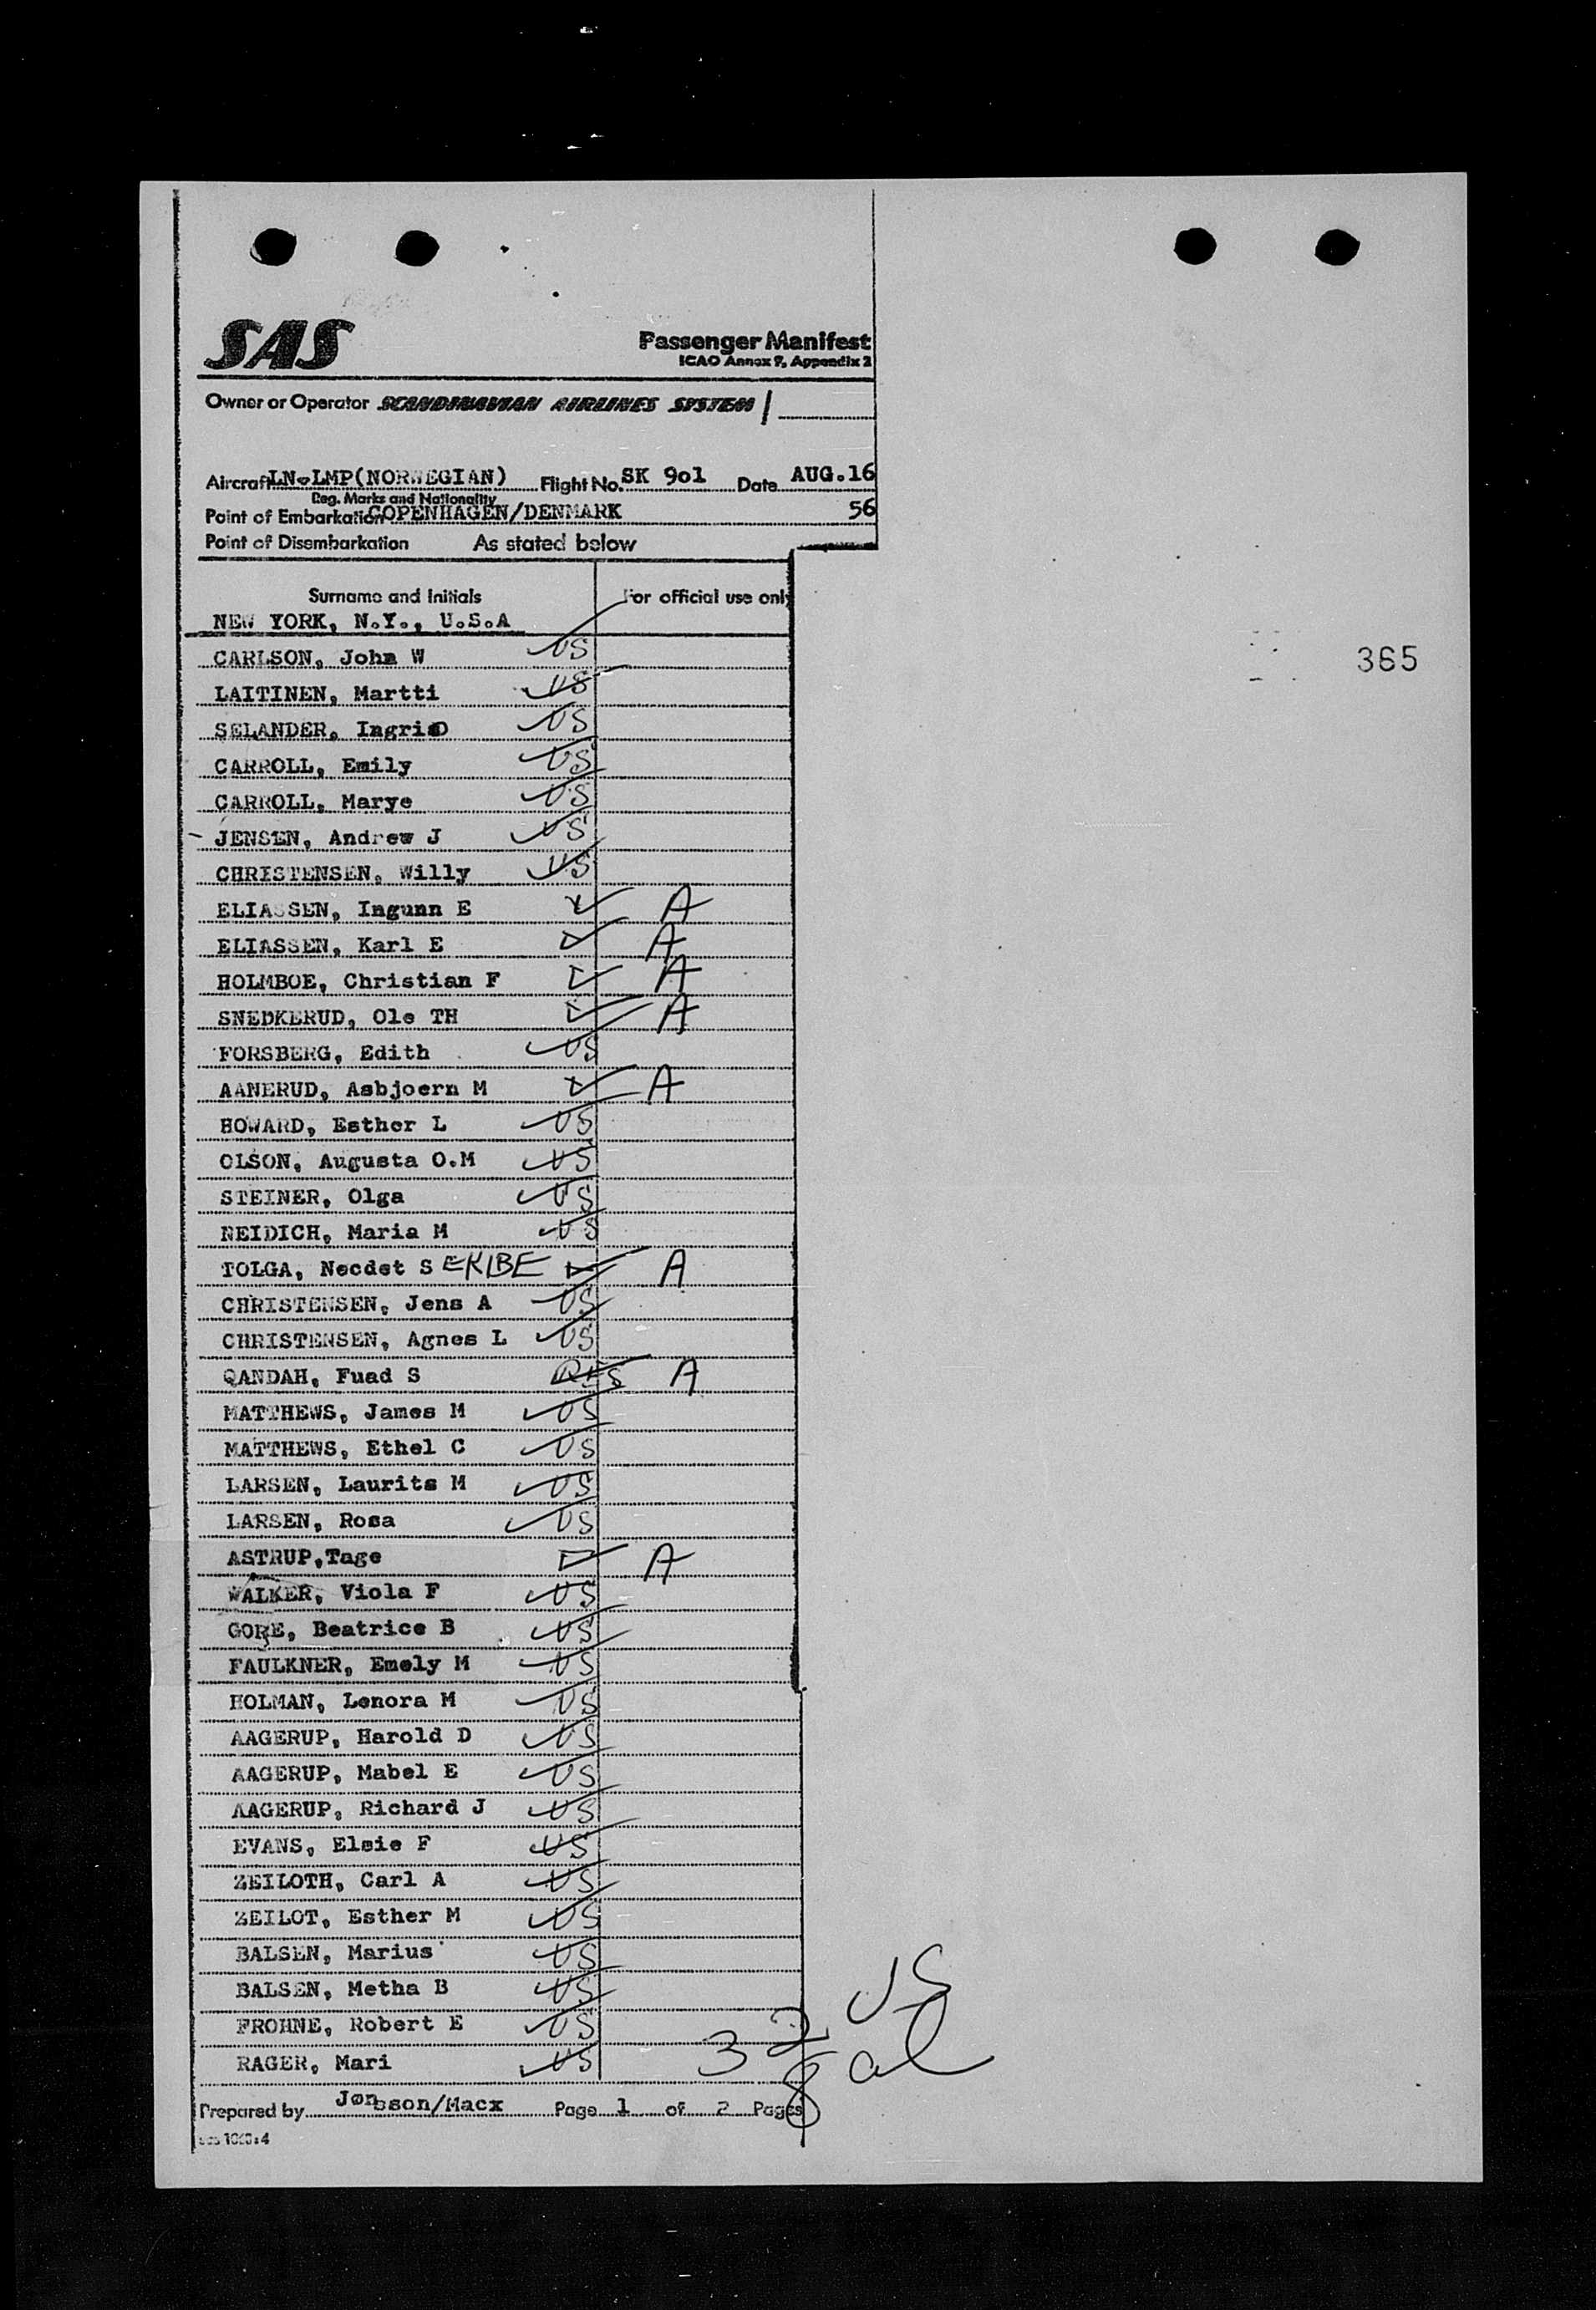 SAS
Passenger Manifest
ICAO Annex 9, Appendix 2
Owner or Operator SCANDINAVIAN AIRLINES SYSTEM
Aircraft LN-LMP(NORWEGIAN) Flight No. SK 9o1 Date AUG.16
Reg. Marks and Nationality
Point of Embarkation COPENHAGEN/DENMARK 56
Point of Disembarkation As stated below
Surname and Initials For official use only
NEW YORK, N.Y., U.S.A
CARLSON, John W US
365
LAITINEN, Martti US
SELANDER, IngriD US
CARROLL, Emily US
CARROLL, Marye US
JENSEN, Andrew J US
CHRISTENSEN, Willy US
ELIASSEN, Ingunn E A
ELIASSEN, Karl E A
HOLMBOE, Christian F A
SNEDKERUD, Ole TH A
FORSBERG, Edith US
AANERUD, Asbjoern M A
HOWARD, Esther L US
OLSON, Augusta O.M US
STEINER, Olga US
NEIDICH, Maria M US
TOLGA, Necdet S EKLBE A
CHRISTENSEN, Jens A US
CHRISTENSEN, Agnes L US
QANDAH, Fuad S RES A
MATTHEWS, James M US
MATTHEWS, Ethel C US
LARSEN, Laurits M US
LARSEN, Rosa US
ASTRUP,Tage A
WALKER, Viola F US
GORE, Beatrice B US
FAULKNER, Emely M US
HOLMAN, Lenora M US
AAGERUP, Harold D US
AAGERUP, Mabel E US
AAGERUP, Richard J US
EVANS, Elsie F US
ZEILOTH, Carl A US
ZEILOT, Esther M US
BALSEN, Marius US
BALSEN, Metha B US
FROHNE, Robert E US
RAGER, Mari US
32 US
8 al
Prepared by Jønsson/Macx Page 1 of 2 Pages